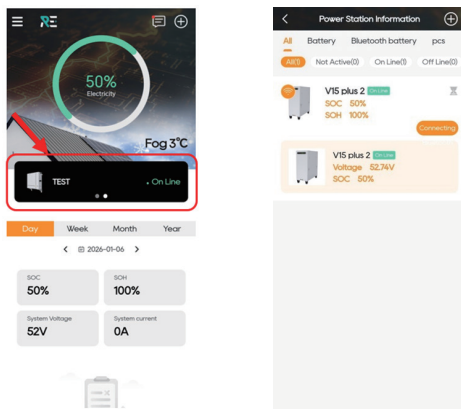 RE
50%
Electricity
Fog 3℃
TEST
On Line
Day Week Month Year
< 2026-01-06 >
SOC
50%
SOH
100%
System Voltage
52V
System current
0A
Power Station Information
All Battery Bluetooth battery pcs
All(1) Not Active(0) On Line(1) Off Line(0)
V15 plus 2 On Line
SOC 50%
SOH 100%
Connecting
V15 plus 2 On Line
Voltage 52.74V
SOC 50%